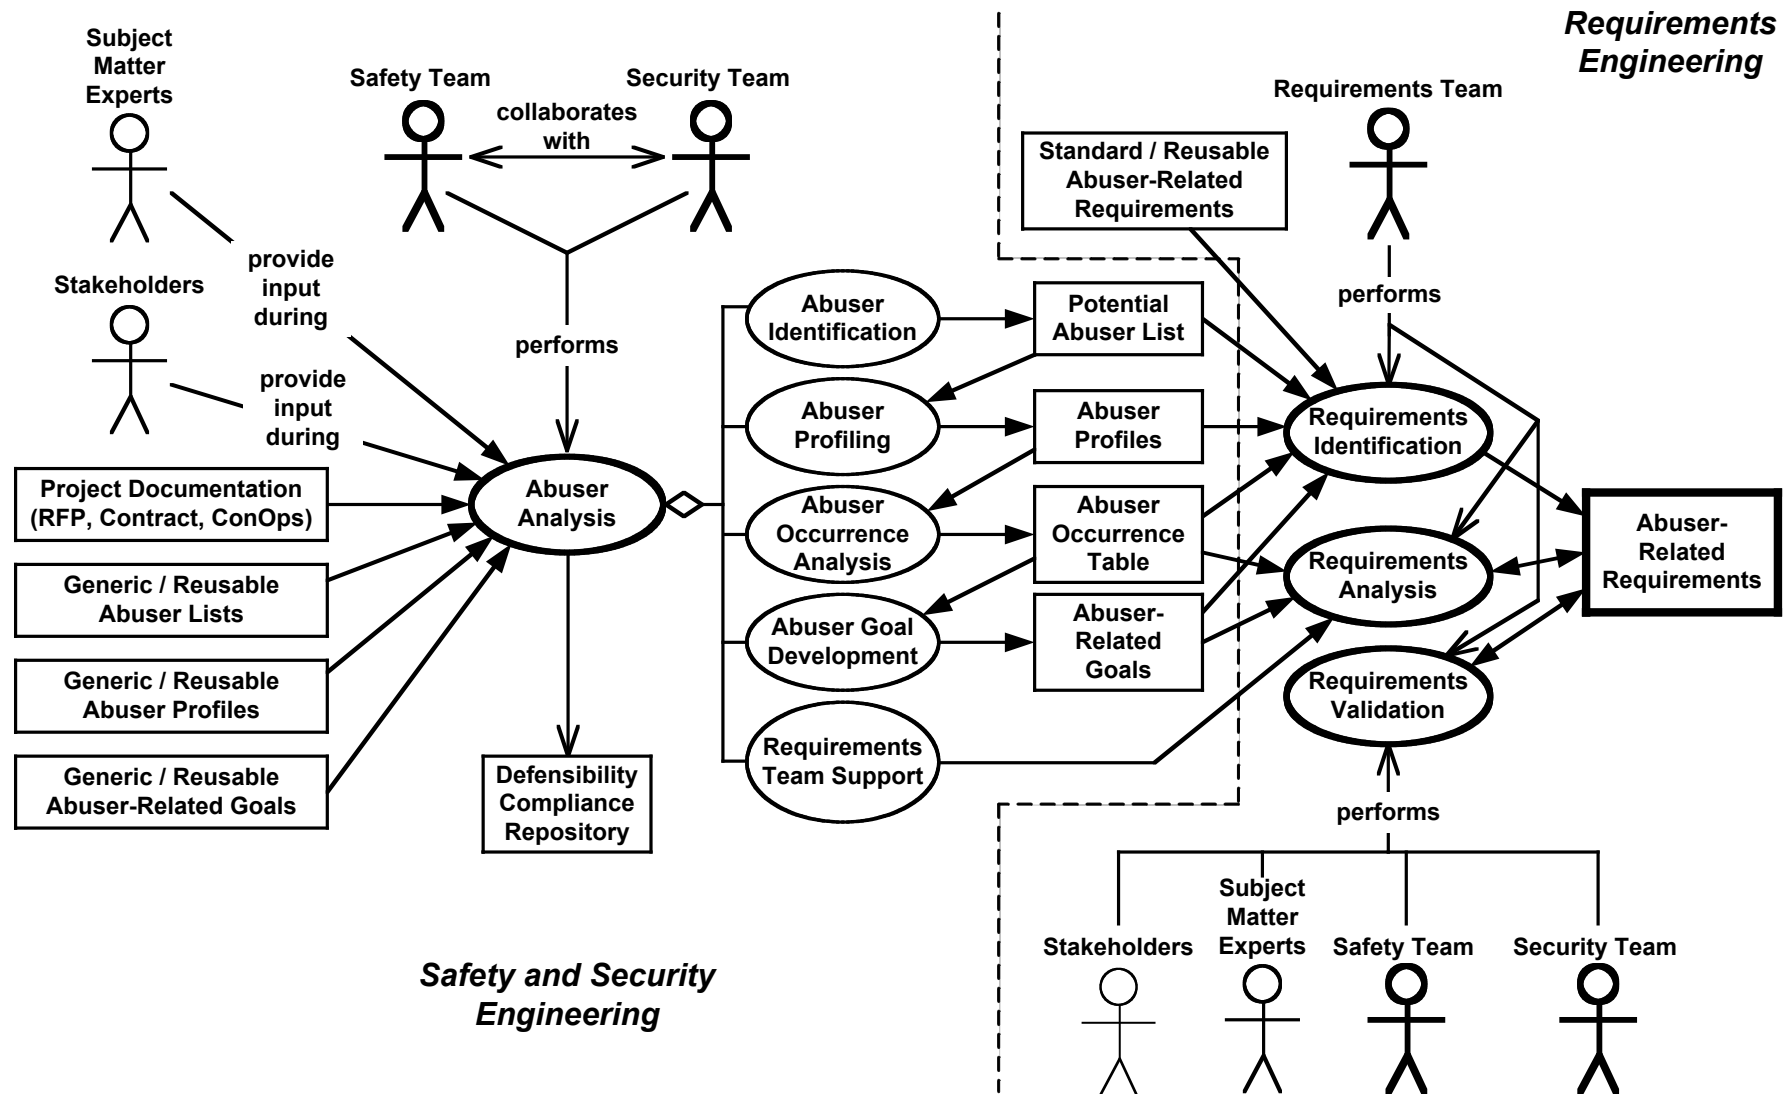 Requirements
Engineering
Subject
Matter
Experts
Safety Team
Security Team
collaborates
with
Requirements Team
Standard / Reusable
Abuser-Related
Requirements
provide
input
during
Stakeholders
provide
input
during
performs
performs
Abuser
Identification
Potential
Abuser List
Abuser
Profiling
Abuser
Profiles
Requirements
Identification
Project Documentation
(RFP, Contract, ConOps)
Abuser
Analysis
Abuser
Occurrence
Analysis
Abuser
Occurrence
Table
Requirements
Analysis
Abuser-
Related
Requirements
Generic / Reusable
Abuser Lists
Abuser Goal
Development
Abuser-
Related
Goals
Generic / Reusable
Abuser Profiles
Requirements
Validation
Generic / Reusable
Abuser-Related Goals
Defensibility
Compliance
Repository
Requirements
Team Support
performs
Stakeholders
Subject
Matter
Experts
Safety Team
Security Team
Safety and Security
Engineering